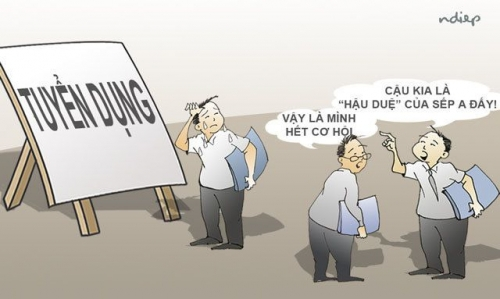 ndiep
TUYỂN DỤNG
CẬU KIA LÀ
“HẬU DUỆ” CỦA SẾP A ĐẤY!
VẬY LÀ MÌNH
HẾT CƠ HỘI